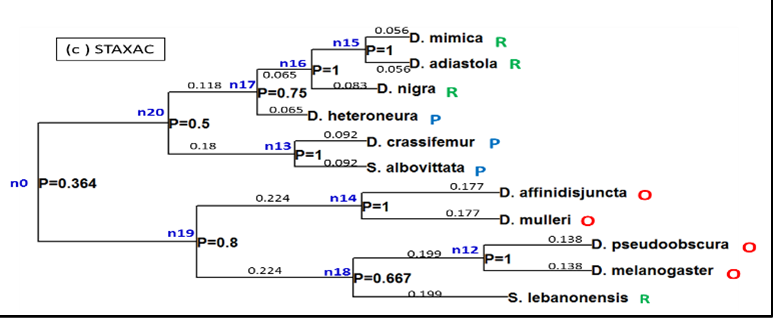 (c ) STAXAC
0.056 D. mimica R
n15 P=1
0.056 D. adiastola R
n16 P=1
0.065
0.083 D. nigra R
0.118 n17 P=0.75
0.065 D. heteroneura P
n20 P=0.5
0.092 D. crassifemur P
0.18 n13 P=1
0.092 S. albovittata P
n0 P=0.364
0.177 D. affinidisjuncta O
0.224 n14 P=1
0.177 D. mulleri O
n19 P=0.8
0.138 D. pseudoobscura O
0.199 n12 P=1
0.138 D. melanogaster O
0.224 n18 P=0.667
0.199 S. lebanonensis R